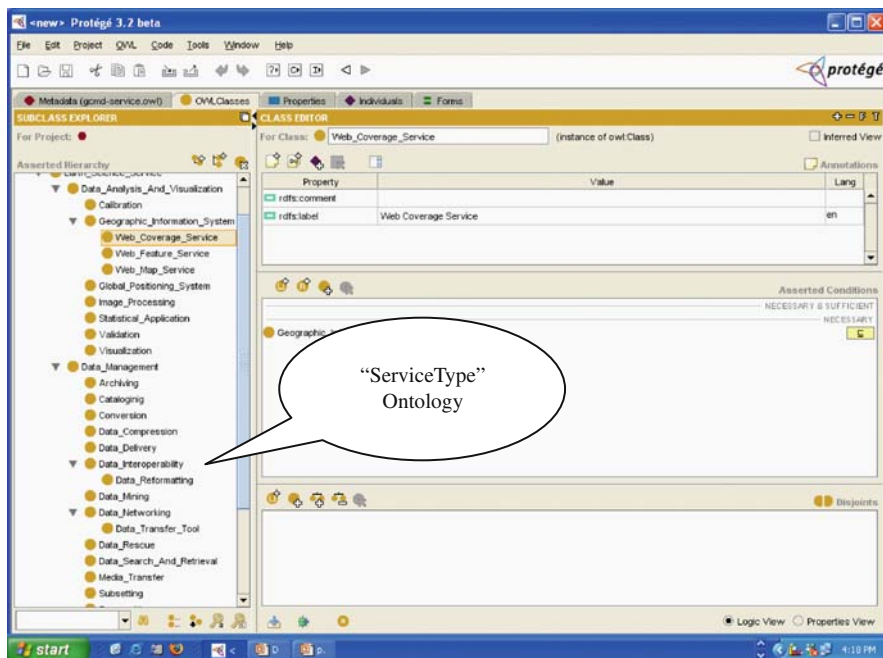 <new> Protégé 3.2 beta
File Edit Project OWL Code Tools Window Help
protégé
Metadata (gcmd-service.owl) OWLClasses Properties Individuals Forms
SUBCLASS EXPLORER
For Project:
Asserted Hierarchy
Earth_Science_Service
Data_Analysis_And_Visualization
Calibration
Geographic_Information_System
Web_Coverage_Service
Web_Feature_Service
Web_Map_Service
Global_Positioning_System
Image_Processing
Statistical_Application
Validation
Visualization
Data_Management
Archiving
Cataloginig
Conversion
Data_Compression
Data_Delivery
Data_Interoperability
Data_Reformatting
Data_Mining
Data_Networking
Data_Transfer_Tool
Data_Rescue
Data_Search_And_Retrieval
Media_Transfer
Subsetting
CLASS EDITOR
For Class: Web_Coverage_Service (instance of owl:Class) Inferred View
Annotations
Property Value Lang
rdfs:comment
rdfs:label Web Coverage Service en
Asserted Conditions
NECESSARY & SUFFICIENT
NECESSARY
Geographic_
“ServiceType”
Ontology
Disjoints
Logic View Properties View
start D p. 4:18 PM